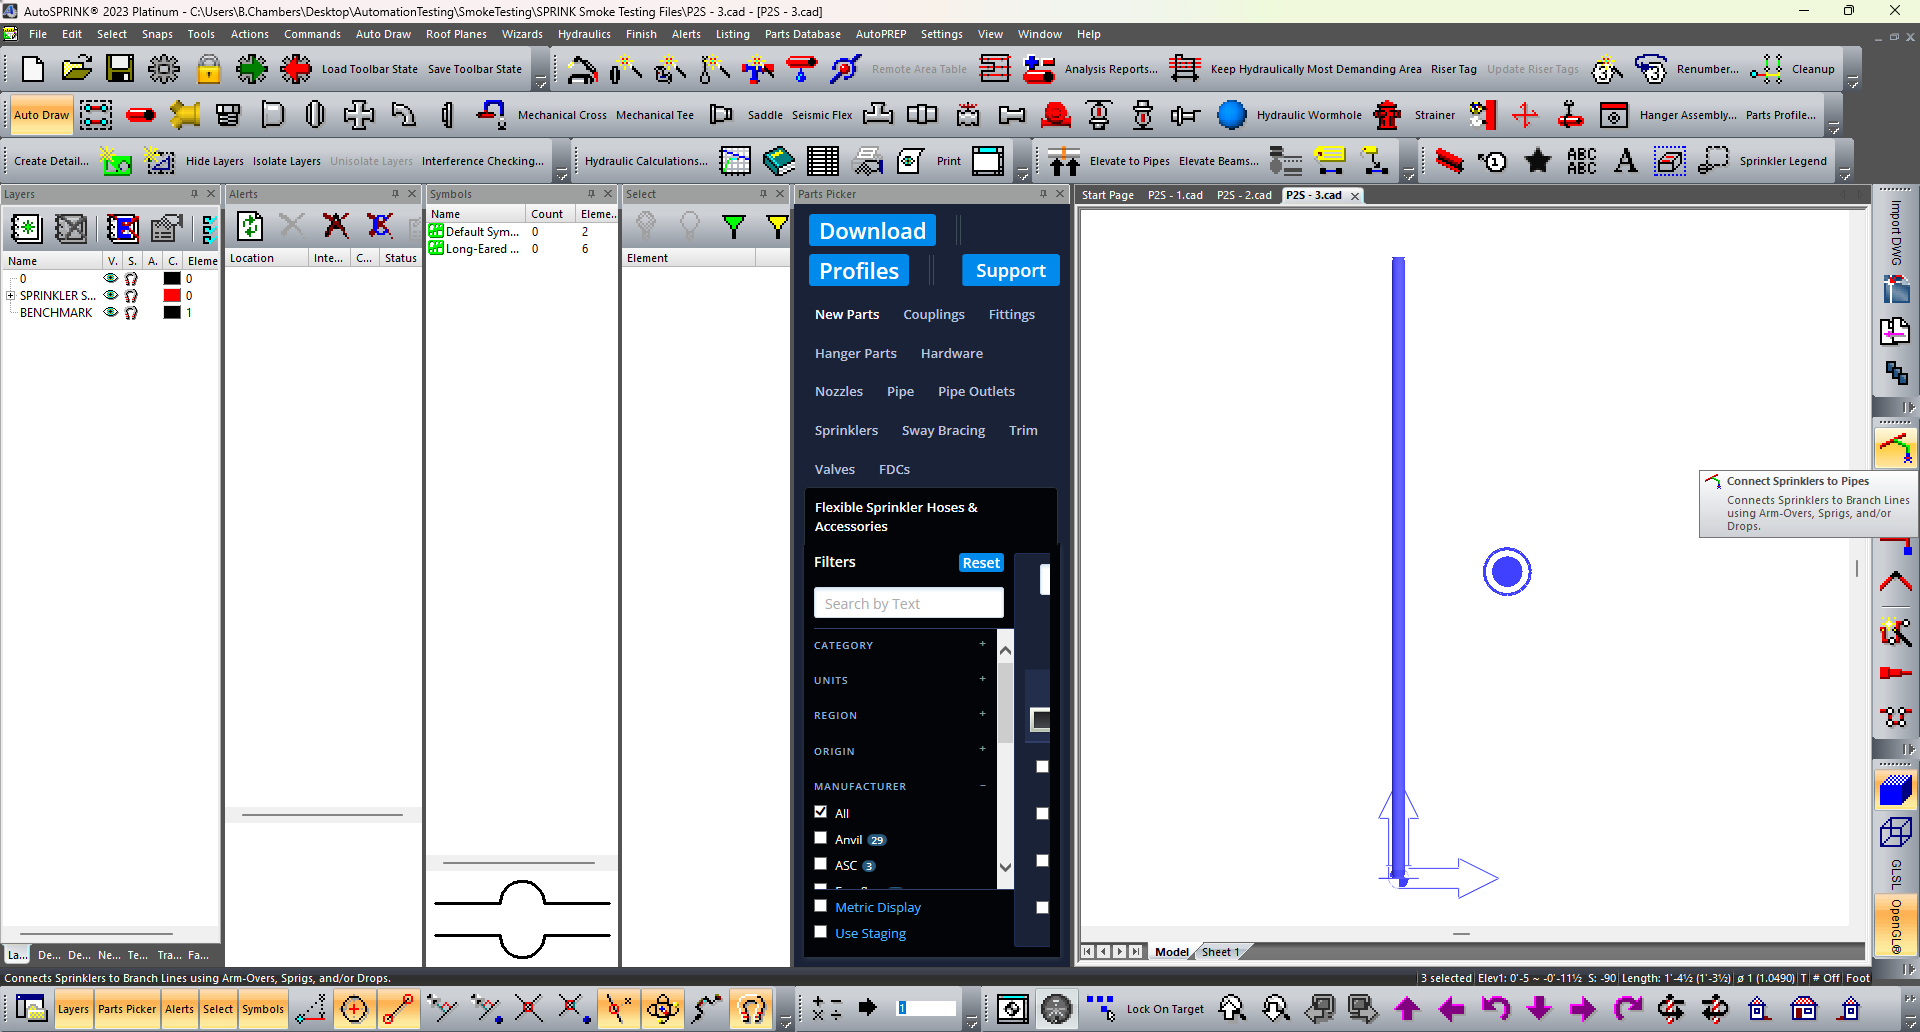 AutoSPRINK® 2023 Platinum - C:\Users\B.Chambers\Desktop\AutomationTesting\SmokeTesting\SPRINK Smoke Testing Files\P2S - 3.cad - [P2S - 3.cad]
File Edit Select Snaps Tools Actions Commands Auto Draw Roof Planes Wizards Hydraulics Finish Alerts Listing Parts Database AutoPREP Settings View Window Help
Load Toolbar State Save Toolbar State Remote Area Table Analysis Reports... Keep Hydraulically Most Demanding Area Riser Tag Update Riser Tags Renumber... Cleanup
Auto Draw Mechanical Cross Mechanical Tee Saddle Seismic Flex Hydraulic Wormhole Strainer Hanger Assembly... Parts Profile...
Create Detail... Hide Layers Isolate Layers Unisolate Layers Interference Checking... Hydraulic Calculations... Print Elevate to Pipes Elevate Beams... ABC ABC A Sprinkler Legend
Layers
Name V. S. A. C. Eleme
0 0
SPRINKLER S... 0
BENCHMARK 1
La... De... De... Ne... Te... Tra... Fa...
Alerts
Location Inte... C... Status
Symbols
Name Count Eleme..
Default Sym... 0 2
Long-Eared ... 0 6
Select
Element
Parts Picker
Download
Profiles Support
New Parts Couplings Fittings
Hanger Parts Hardware
Nozzles Pipe Pipe Outlets
Sprinklers Sway Bracing Trim
Valves FDCs
Flexible Sprinkler Hoses &
Accessories
Filters Reset
Search by Text
CATEGORY +
UNITS +
REGION +
ORIGIN +
MANUFACTURER −
All
Anvil 29
ASC 3
Metric Display
Use Staging
Start Page P2S - 1.cad P2S - 2.cad P2S - 3.cad
Model Sheet 1
Import DWG
Connect Sprinklers to Pipes
Connects Sprinklers to Branch Lines
using Arm-Overs, Sprigs, and/or
Drops.
GLSL
OpenGL®
Connects Sprinklers to Branch Lines using Arm-Overs, Sprigs, and/or Drops.
3 selected Elev1: 0'-5 ~ -0'-11½ S: -90 Length: 1'-4½ (1'-3½) ø 1 (1.0490) T # Off Foot
Layers Parts Picker Alerts Select Symbols 1 Lock On Target